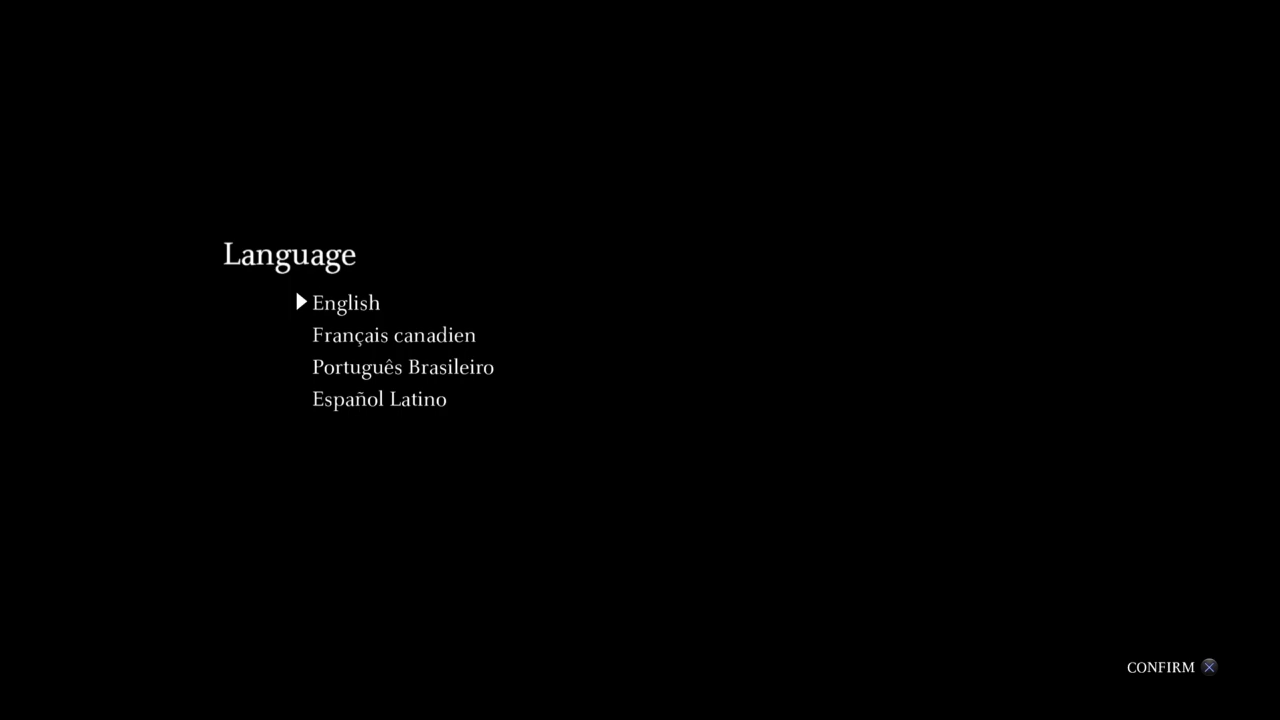 Language
English
Français canadien
Português Brasileiro
Español Latino
CONFIRM